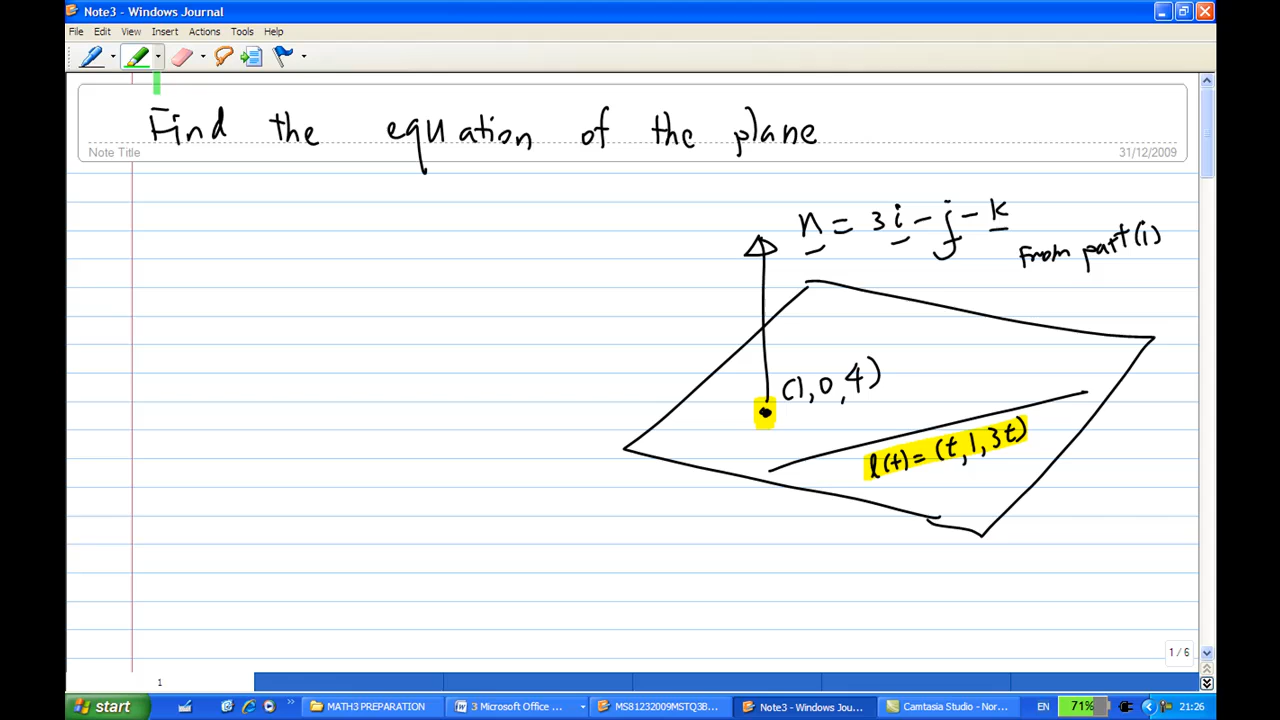 Note3 - Windows Journal
File Edit View Insert Actions Tools Help
Find the equation of the plane
Note Title
31/12/2009
n = 3i - j - k
From part(i)
(1, 0, 4)
l(t) = (t, 1, 3t)
1 / 6
1
start
MATH3 PREPARATION
3 Microsoft Office ...
MS81232009MSTQ3B...
Note3 - Windows Jou...
Camtasia Studio - Nor...
EN
71%
21:26